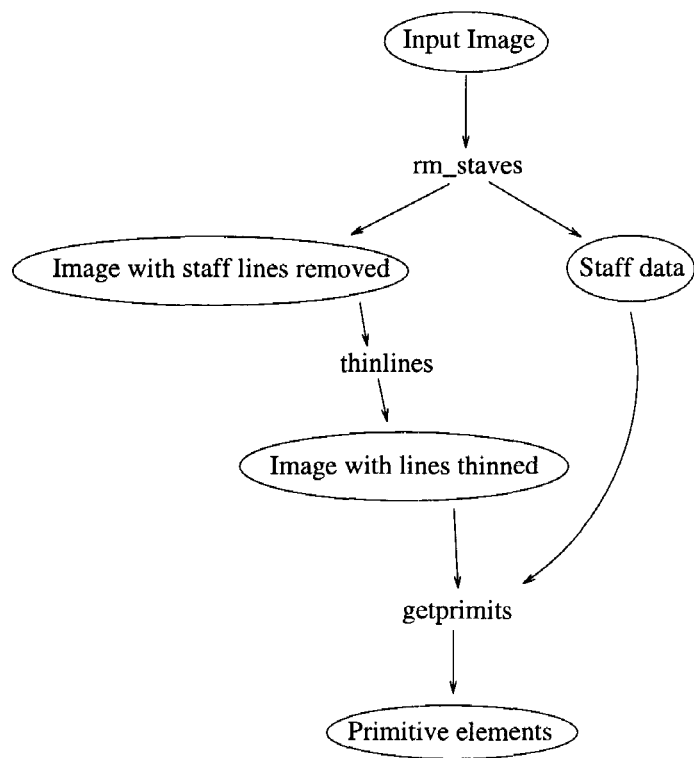 Input Image
rm_staves
Image with staff lines removed
Staff data
thinlines
Image with lines thinned
getprimits
Primitive elements